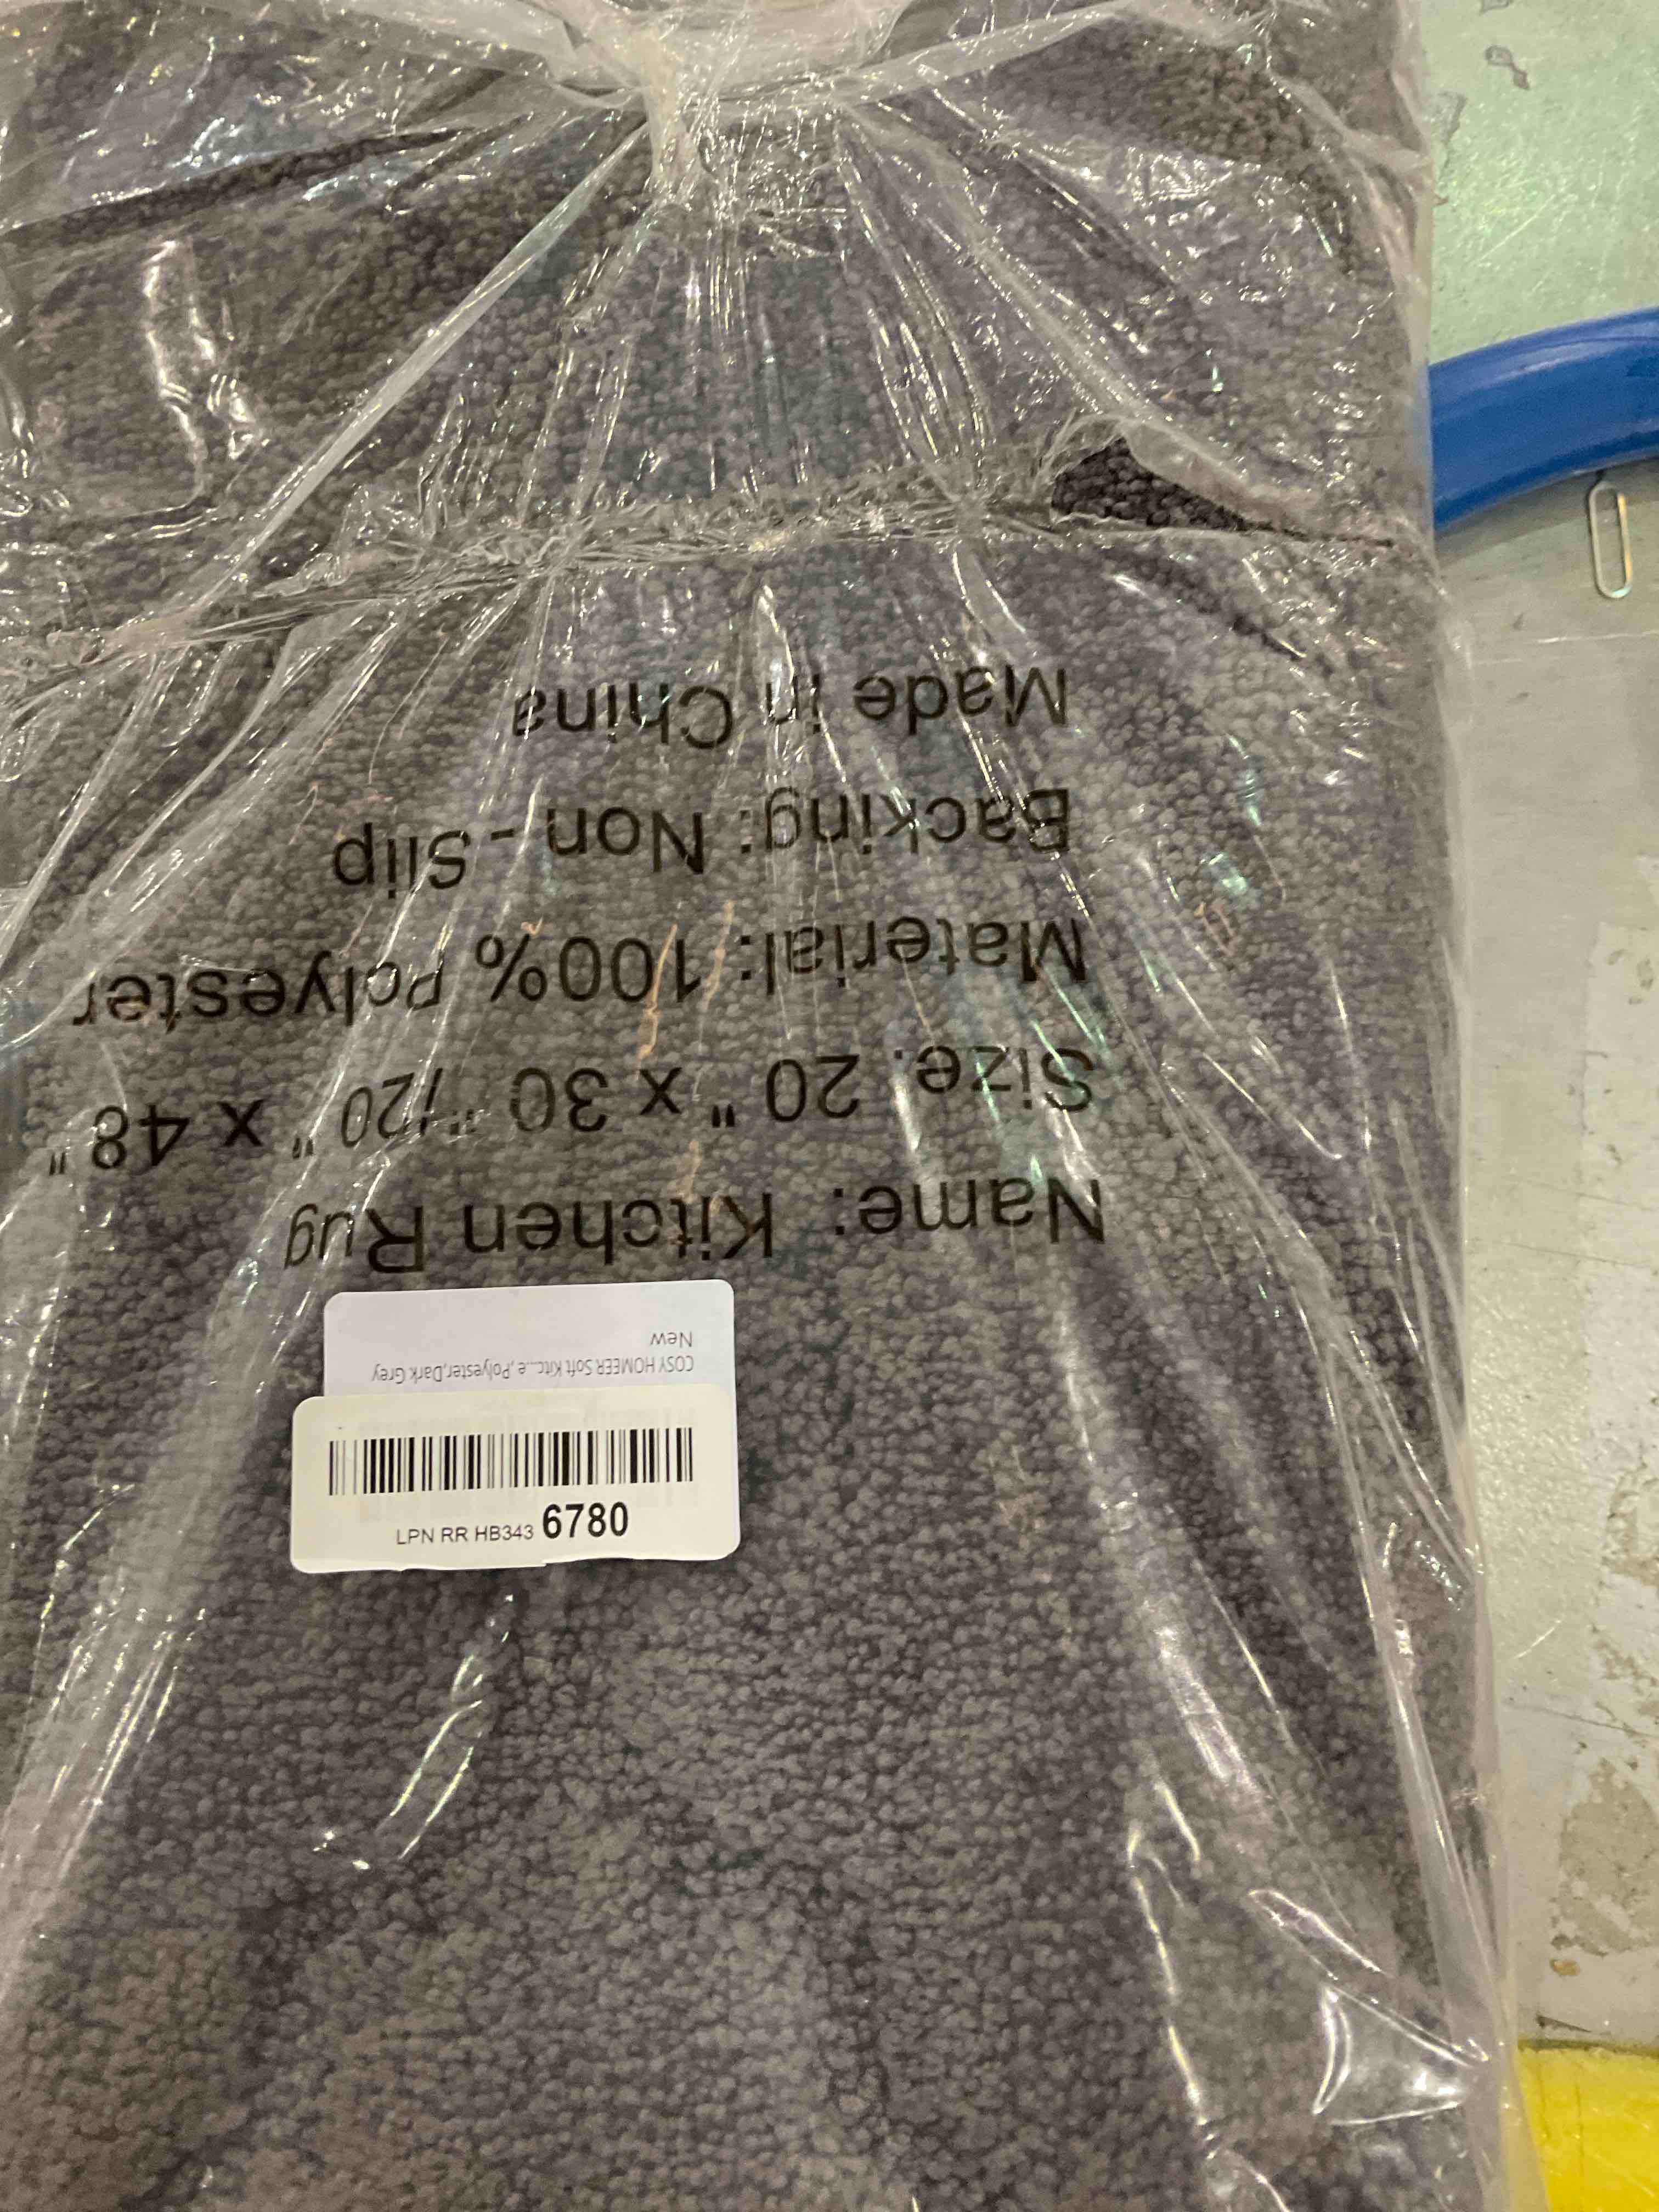 Name: Kitchen Rug
Size: 20 " x 30 "/20 " x 48 "
Material: 100% Polyester
Backing: Non - Slip
Made in China
COSY HOMEER Soft Kitc...e, Polyester,Dark Grey
New
LPN RR HB343 6780